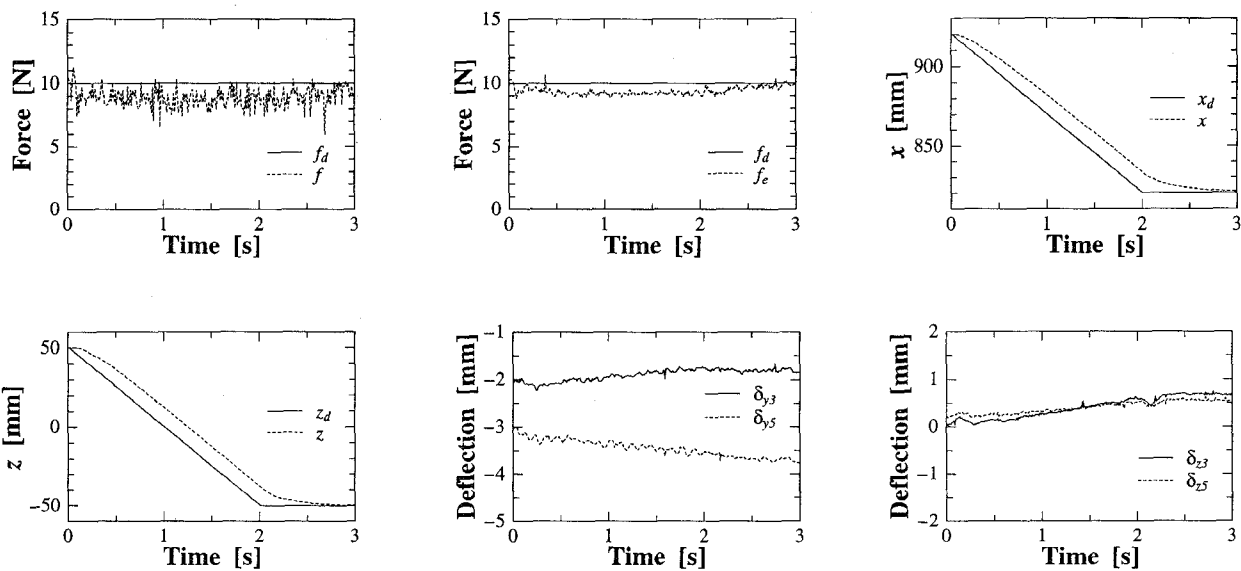 15
10
5
0
Force [N]
f_d
f
0 1 2 3
Time [s]
15
10
5
0
Force [N]
f_d
f_e
0 1 2 3
Time [s]
920
850
x [mm]
x_d
x
0 1 2 3
Time [s]
50
0
−50
z [mm]
z_d
z
0 1 2 3
Time [s]
−1
−2
−3
−4
−5
Deflection [mm]
δ_y3
δ_y5
0 1 2 3
Time [s]
2
1
0
1
−2
Deflection [mm]
δ_z3
δ_z5
0 1 2 3
Time [s]